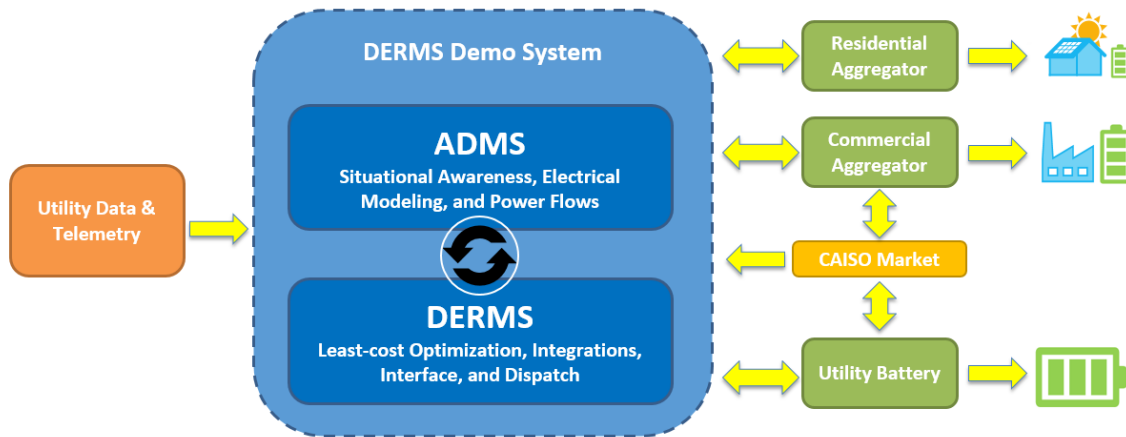 DERMS Demo System
ADMS
Situational Awareness, Electrical
Modeling, and Power Flows
DERMS
Least-cost Optimization, Integrations,
Interface, and Dispatch
Utility Data &
Telemetry
Residential
Aggregator
Commercial
Aggregator
CAISO Market
Utility Battery